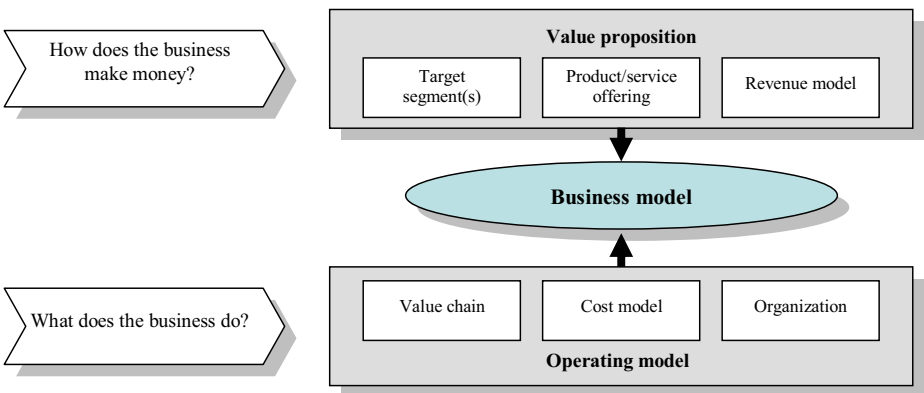 How does the business
make money?
Value proposition
Target
segment(s)
Product/service
offering
Revenue model
Business model
What does the business do?
Value chain
Cost model
Organization
Operating model